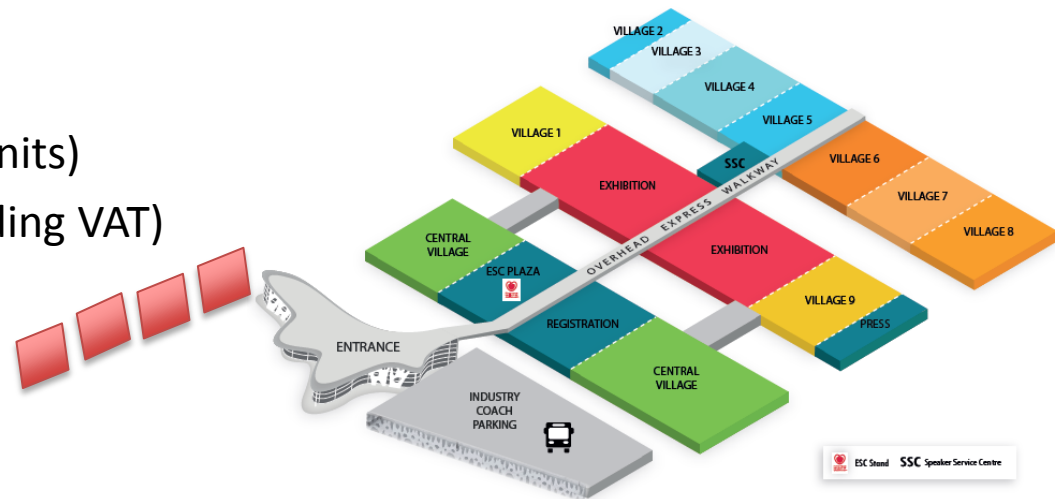 nits)
ling VAT)
VILLAGE 2
VILLAGE 3
VILLAGE 4
VILLAGE 5
VILLAGE 1
SSC
VILLAGE 6
EXHIBITION
VILLAGE 7
VILLAGE 8
OVERHEAD EXPRESS WALKWAY
CENTRAL
VILLAGE
EXHIBITION
ESC PLAZA
VILLAGE 9
PRESS
REGISTRATION
ENTRANCE
CENTRAL
VILLAGE
INDUSTRY
COACH
PARKING
ESC Stand SSC Speaker Service Centre